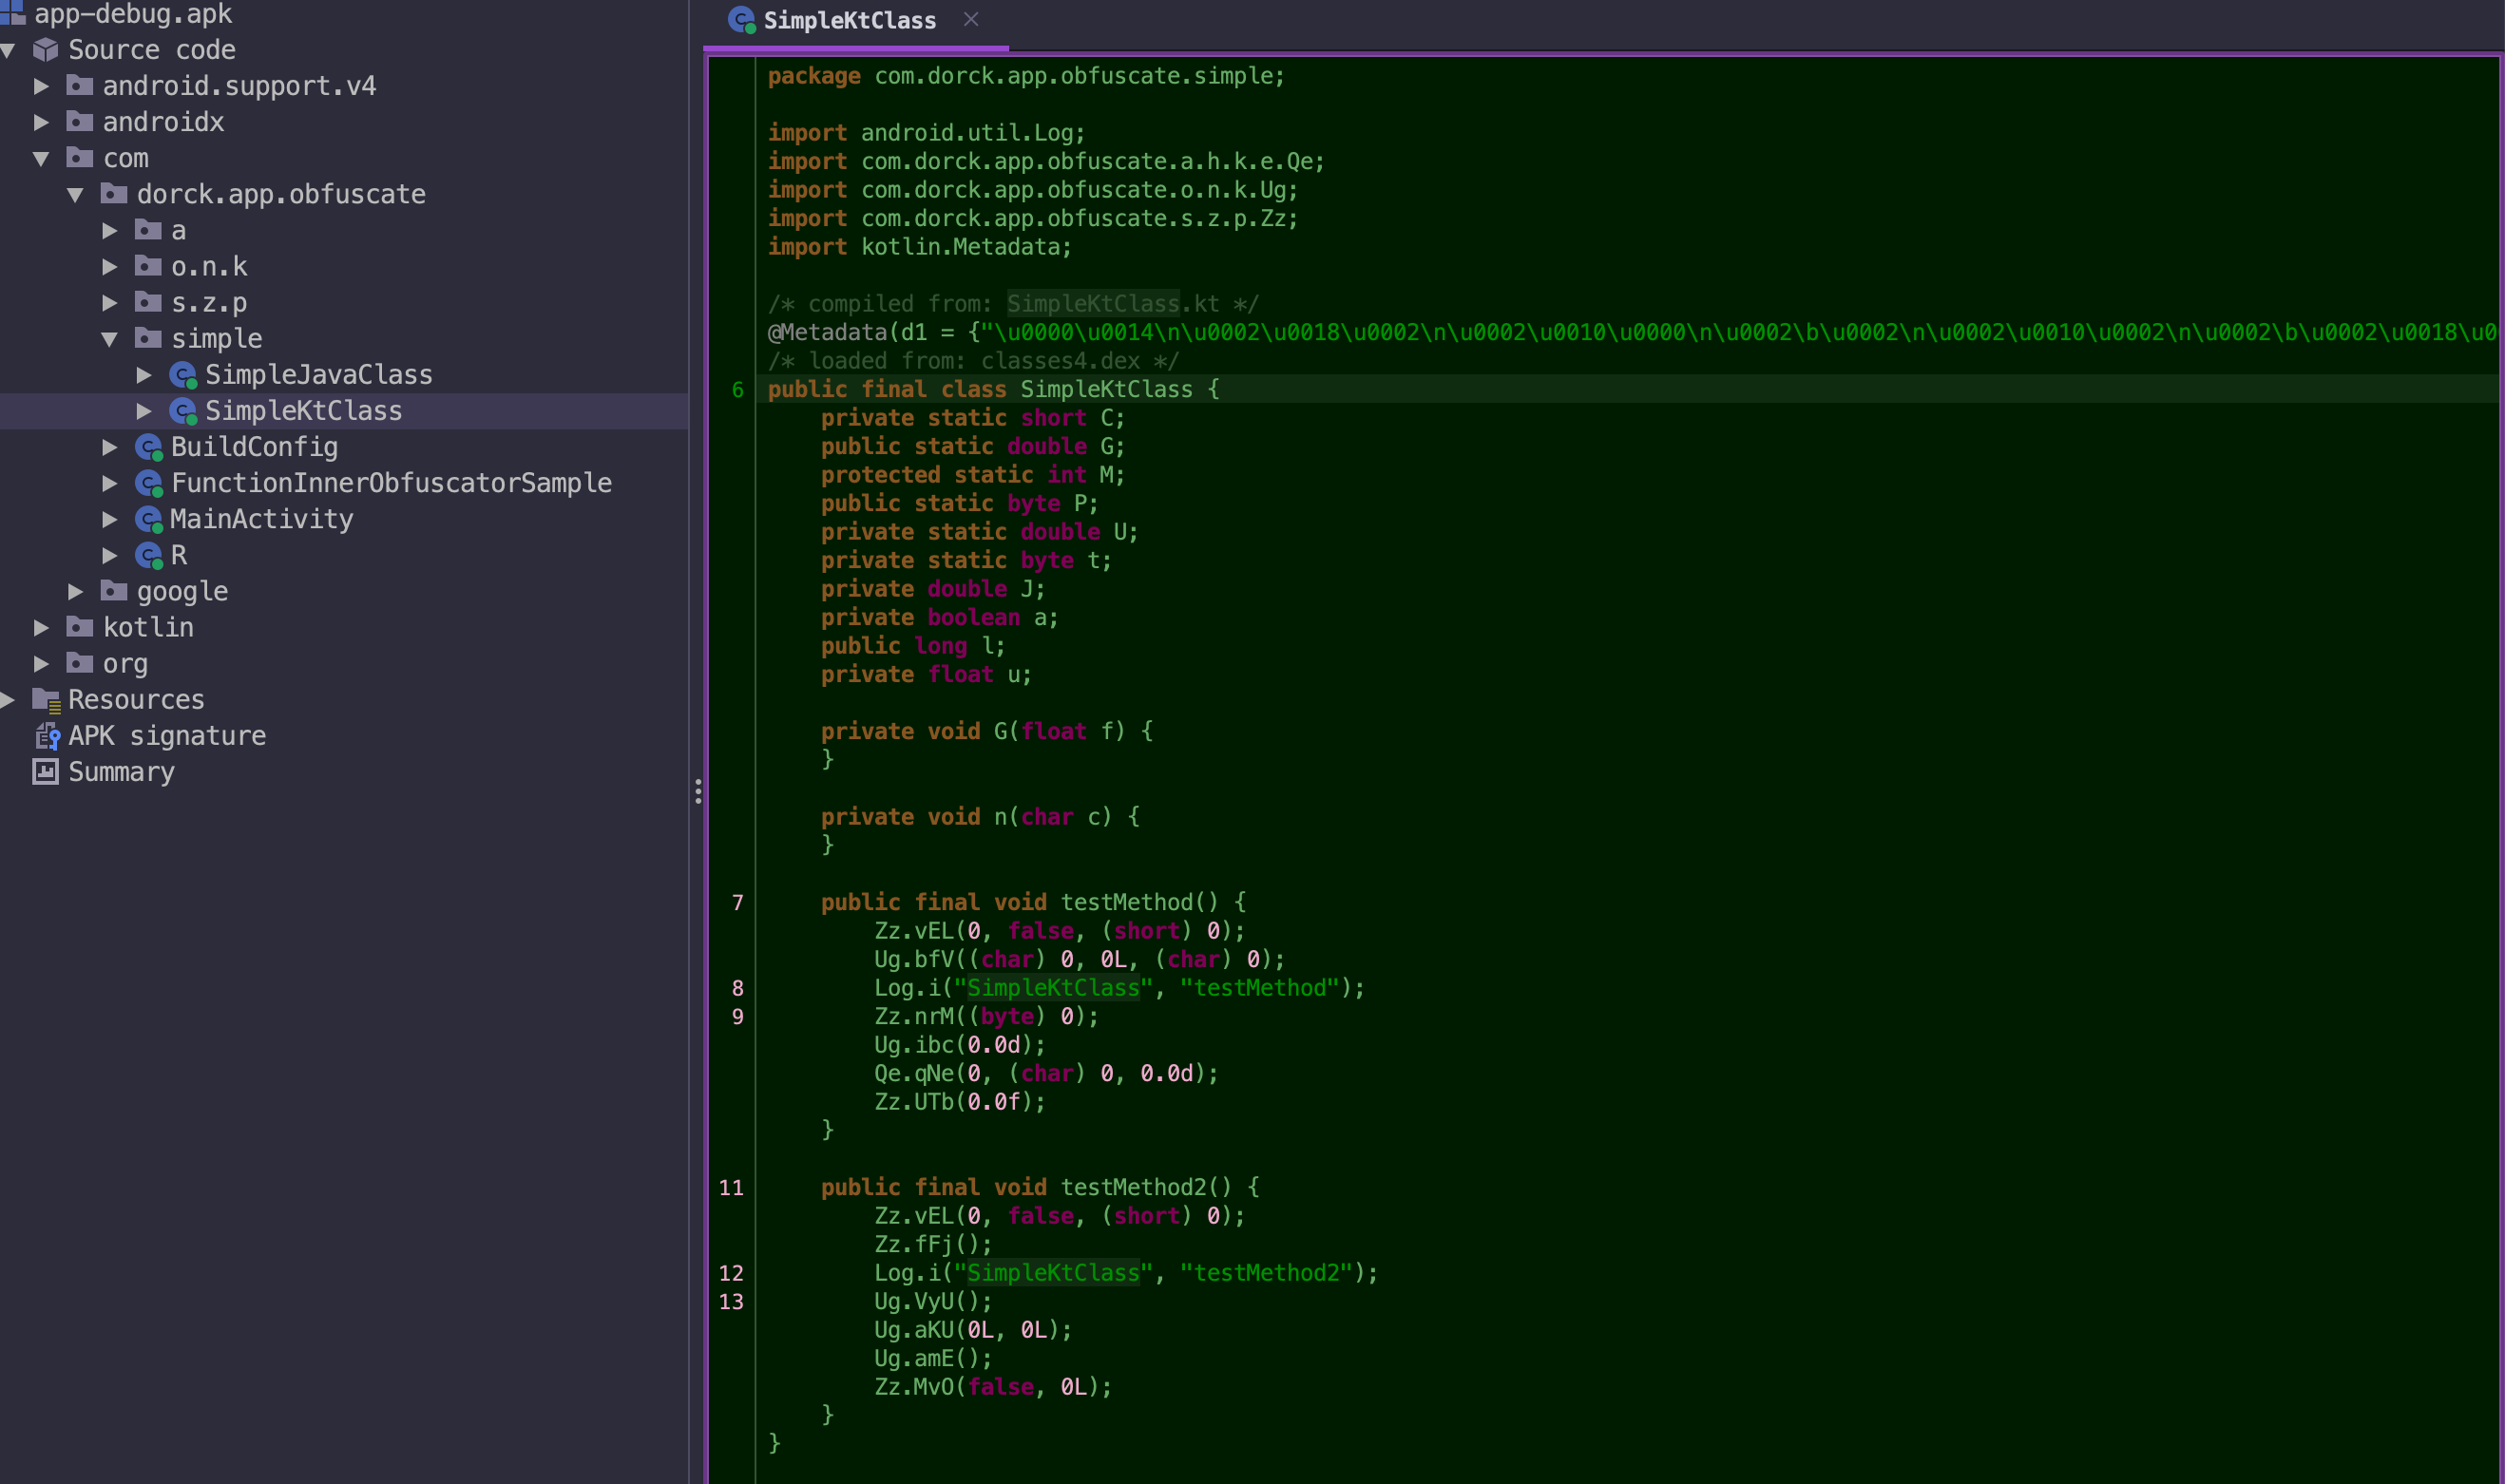 app-debug.apk
Source code
android.support.v4
androidx
com
dorck.app.obfuscate
a
o.n.k
s.z.p
simple
SimpleJavaClass
SimpleKtClass
BuildConfig
FunctionInnerObfuscatorSample
MainActivity
R
google
kotlin
org
Resources
APK signature
Summary
SimpleKtClass
package com.dorck.app.obfuscate.simple;
import android.util.Log;
import com.dorck.app.obfuscate.a.h.k.e.Qe;
import com.dorck.app.obfuscate.o.n.k.Ug;
import com.dorck.app.obfuscate.s.z.p.Zz;
import kotlin.Metadata;
/* compiled from: SimpleKtClass.kt */
@Metadata(d1 = {"\u0000\u0014\n\u0002\u0018\u0002\n\u0002\u0010\u0000\n\u0002\b\u0002\n\u0002\u0010\u0002\n\u0002\b\u0002\u0018\u0
/* loaded from: classes4.dex */
6 public final class SimpleKtClass {
private static short C;
public static double G;
protected static int M;
public static byte P;
private static double U;
private static byte t;
private double J;
private boolean a;
public long l;
private float u;
private void G(float f) {
}
private void n(char c) {
}
7 public final void testMethod() {
Zz.vEL(0, false, (short) 0);
Ug.bfV((char) 0, 0L, (char) 0);
8 Log.i("SimpleKtClass", "testMethod");
9 Zz.nrM((byte) 0);
Ug.ibc(0.0d);
Qe.qNe(0, (char) 0, 0.0d);
Zz.UTb(0.0f);
}
11 public final void testMethod2() {
Zz.vEL(0, false, (short) 0);
Zz.fFj();
12 Log.i("SimpleKtClass", "testMethod2");
13 Ug.VyU();
Ug.aKU(0L, 0L);
Ug.amE();
Zz.MvO(false, 0L);
}
}